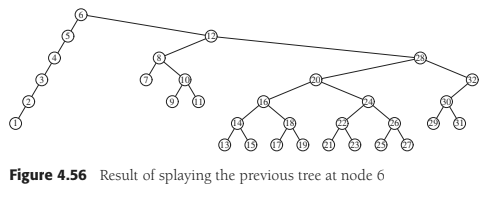 6
5 12
4 8 28
3 7 10 20 32
2 9 11 16 24 30
1 14 18 22 26 29 31
13 15 17 19 21 23 25 27
Figure 4.56 Result of splaying the previous tree at node 6